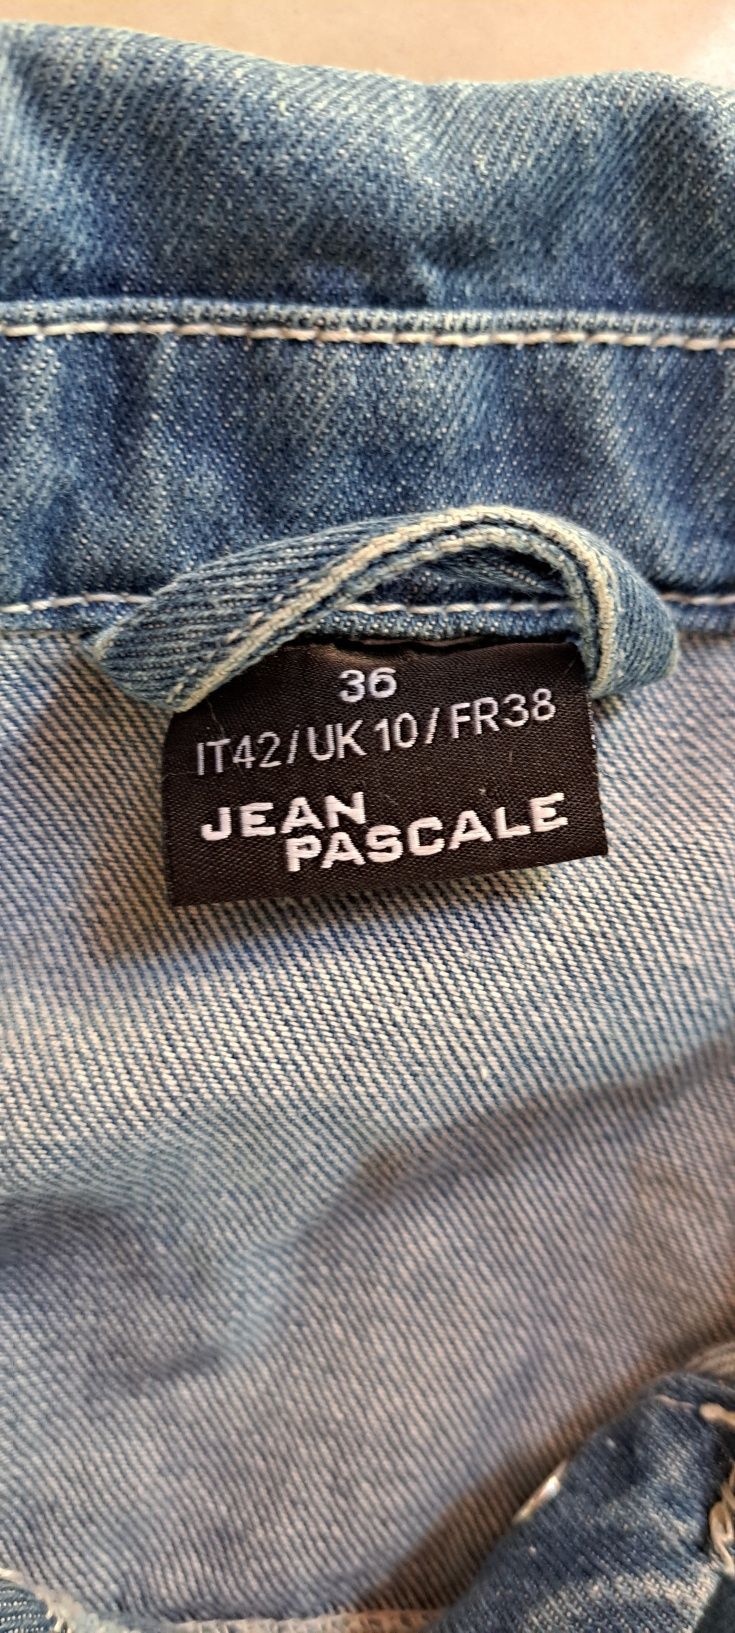 36
IT42/UK 10/FR38
JEAN
PASCALE